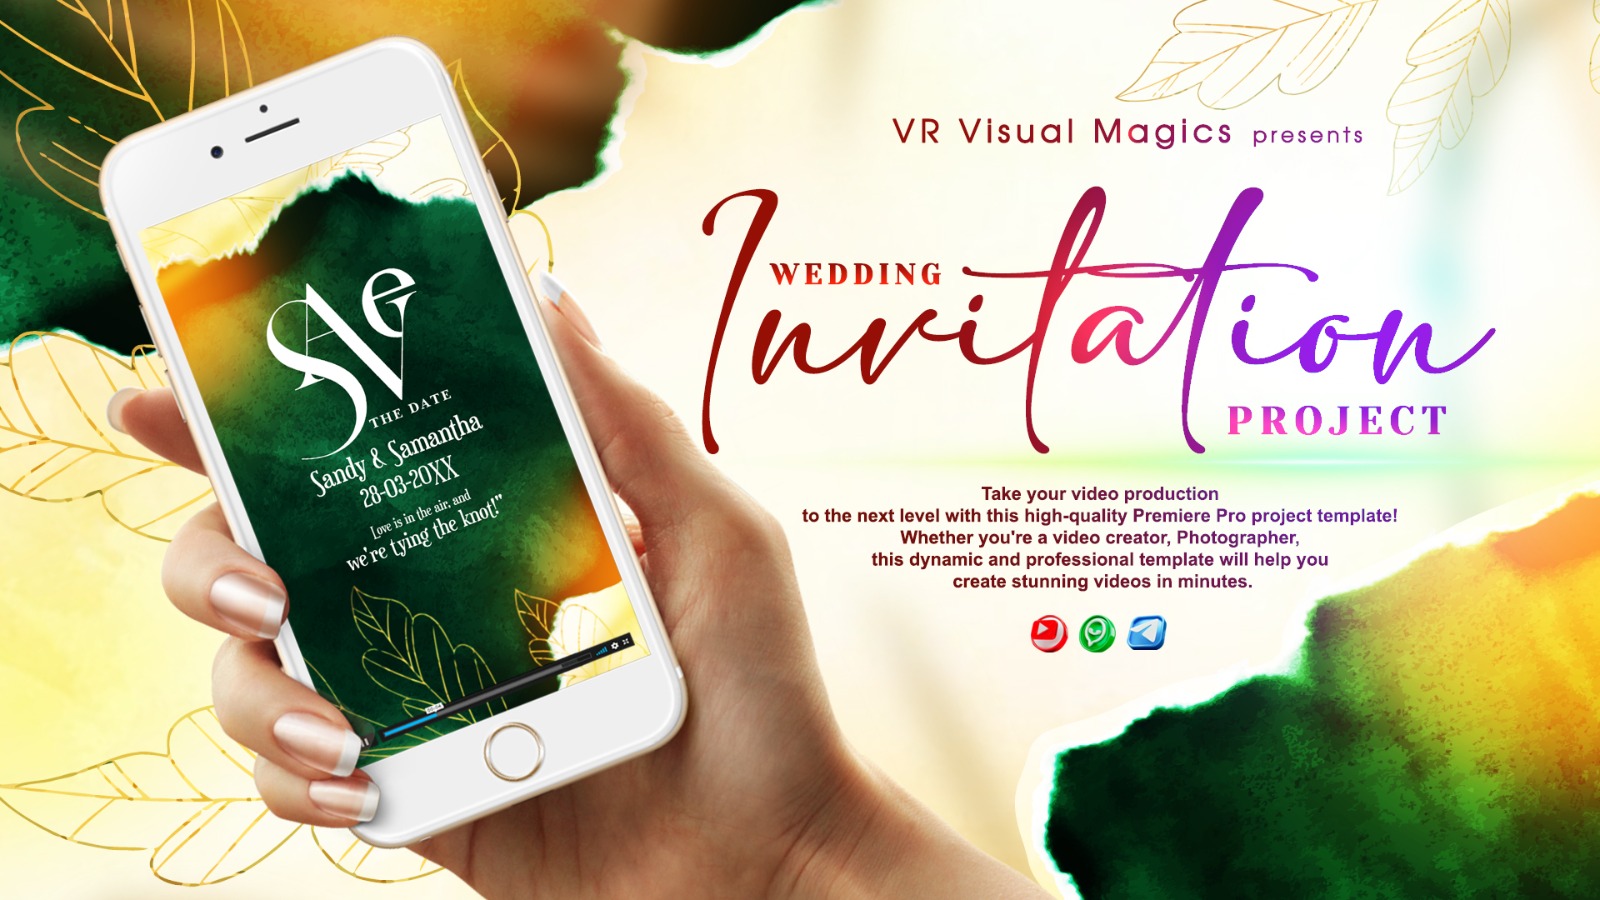 VR Visual Magics presents
WEDDING
Invitation
PROJECT
Take your video production
to the next level with this high-quality Premiere Pro project template!
Whether you're a video creator, Photographer,
this dynamic and professional template will help you
create stunning videos in minutes.
SAVe
THE DATE
Sandy & Samantha
28-03-20XX
Love is in the air, and
we're tying the knot!"